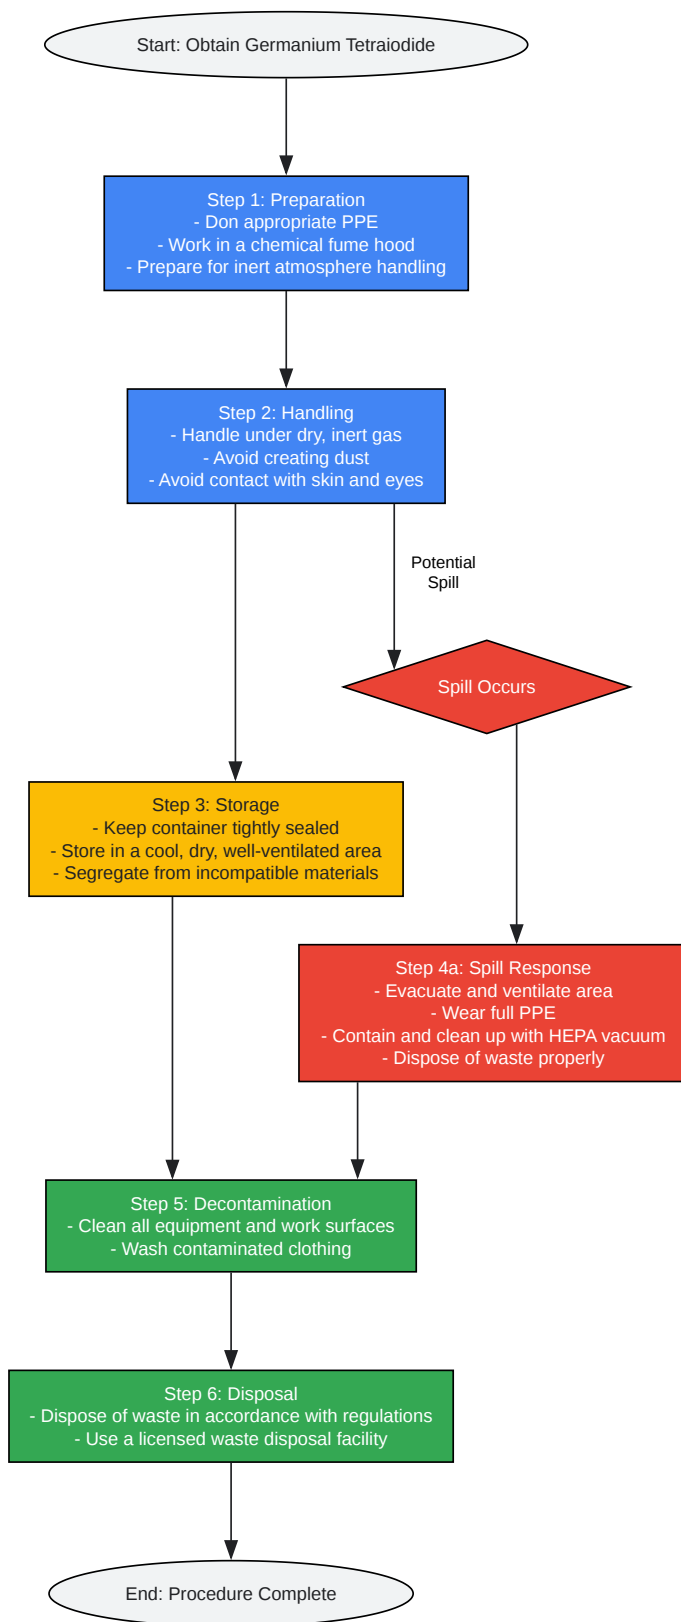 Start: Obtain Germanium Tetraiodide
Step 1: Preparation
- Don appropriate PPE
- Work in a chemical fume hood
- Prepare for inert atmosphere handling
Step 2: Handling
- Handle under dry, inert gas
- Avoid creating dust
- Avoid contact with skin and eyes
Potential
Spill
Spill Occurs
Step 3: Storage
- Keep container tightly sealed
- Store in a cool, dry, well-ventilated area
- Segregate from incompatible materials
Step 4a: Spill Response
- Evacuate and ventilate area
- Wear full PPE
- Contain and clean up with HEPA vacuum
- Dispose of waste properly
Step 5: Decontamination
- Clean all equipment and work surfaces
- Wash contaminated clothing
Step 6: Disposal
- Dispose of waste in accordance with regulations
- Use a licensed waste disposal facility
End: Procedure Complete